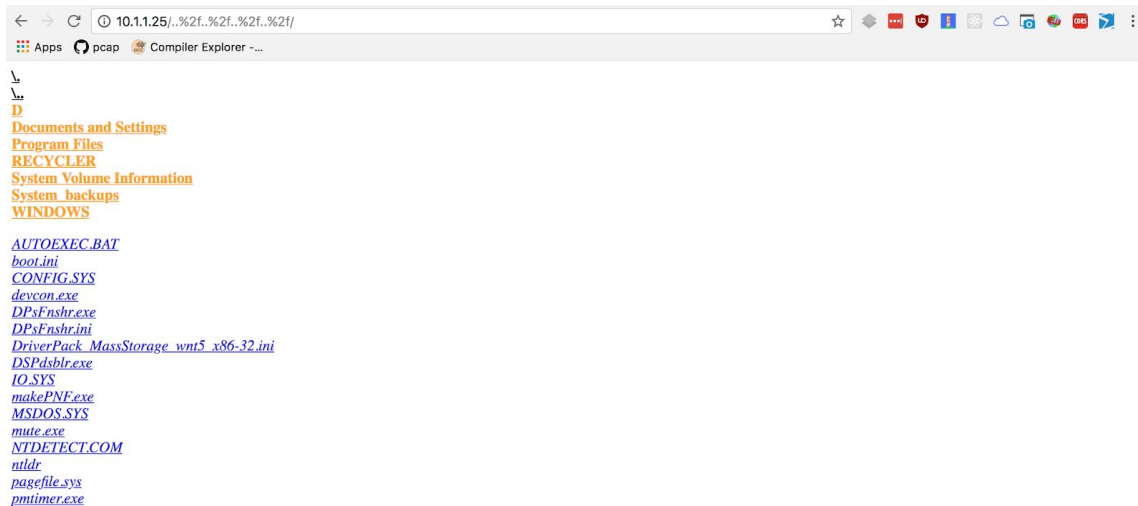 10.1.1.25/..%2f..%2f..%2f..%2f/
Apps pcap Compiler Explorer -...
\.
\..
D
Documents and Settings
Program Files
RECYCLER
System Volume Information
System_backups
WINDOWS
AUTOEXEC.BAT
boot.ini
CONFIG.SYS
devcon.exe
DPsFnshr.exe
DPsFnshr.ini
DriverPack_MassStorage_wnt5_x86-32.ini
DSPdsblr.exe
IO.SYS
makePNF.exe
MSDOS.SYS
mute.exe
NTDETECT.COM
ntldr
pagefile.sys
pmtimer.exe